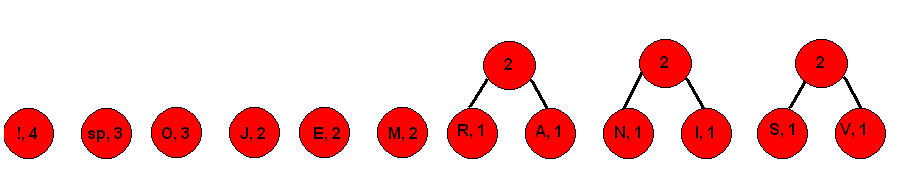 2 2 2
!, 4 sp, 3 O, 3 J, 2 E, 2 M, 2 R, 1 A, 1 N, 1 I, 1 S, 1 V, 1